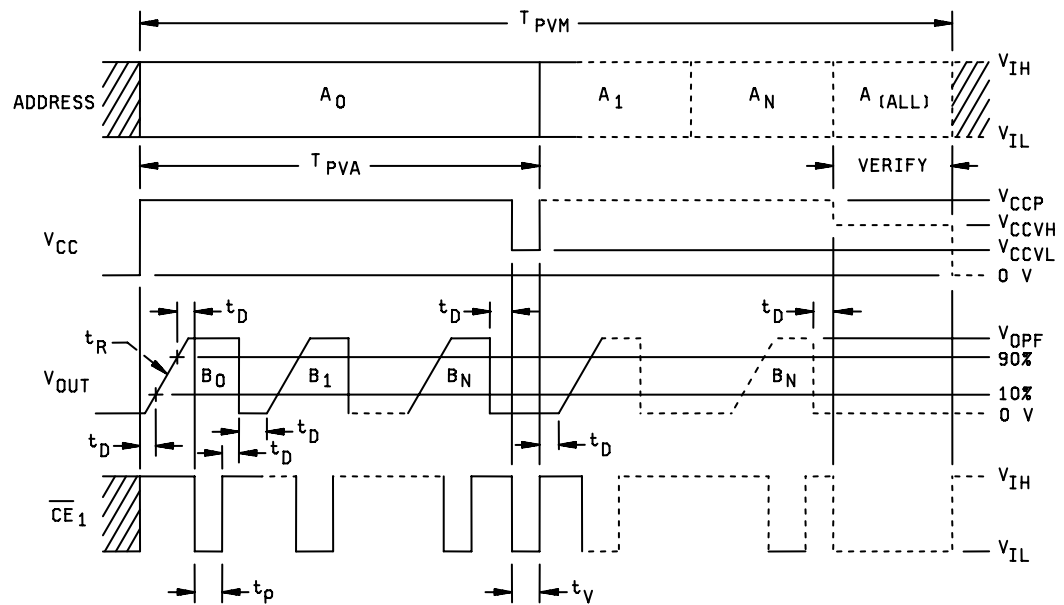 T PVM
V IH
ADDRESS A 0 A 1 A N A (ALL)
V IL
T PVA VERIFY
V CCP
V CCVH
V CC
V CCVL
0 V
t D t D t D
t R
V OPF
90%
V OUT B 0 B 1 B N B N
10%
0 V
t D t D t D t D
V IH
CE 1
V IL
t p t V